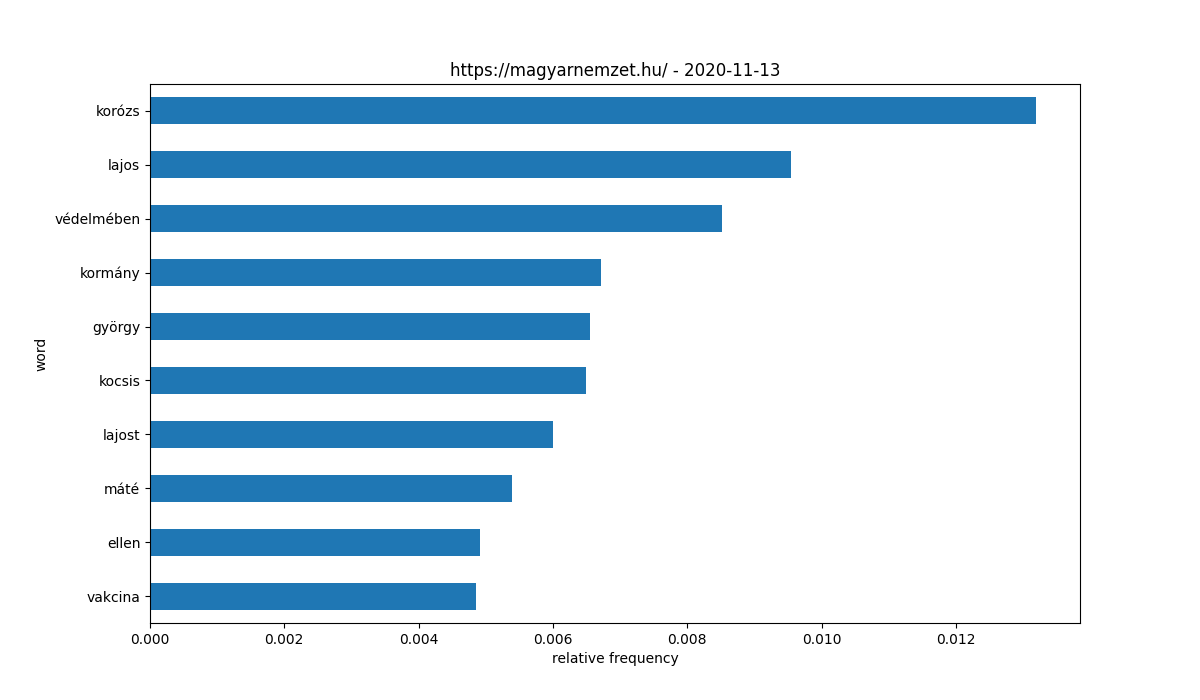 https://magyarnemzet.hu/ - 2020-11-13
korózs
lajos
védelmében
kormány
györgy
kocsis
lajost
máté
ellen
vakcina
word
0.000 0.002 0.004 0.006 0.008 0.010 0.012
relative frequency